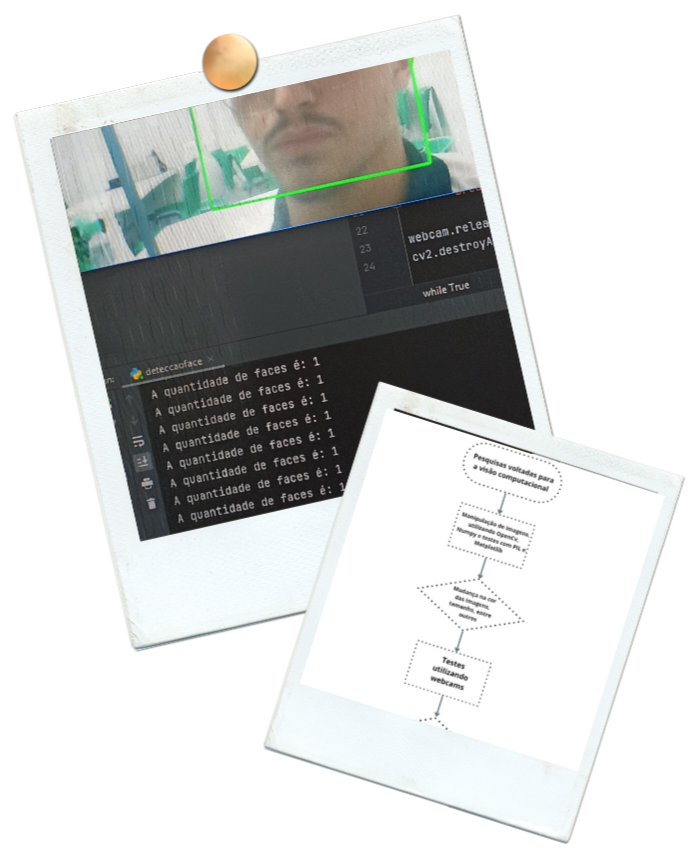 22
23
24
webcam.relea
cv2.destroyA
while True
deteccaoface
A quantidade de faces é: 1
A quantidade de faces é: 1
A quantidade de faces é: 1
A quantidade de faces é: 1
A quantidade de faces é: 1
A quantidade de faces é: 1
A quantidade de faces é: 1
A quantidade de faces é: 1
Pesquisas voltadas para
a visão computacional
Manipulação de imagens,
utilizando OpenCv,
Numpy e testes com PIL e
Matplotlib
Mudança na cor
das imagens,
tamanho, entre
outros
Testes
utilizando
webcams